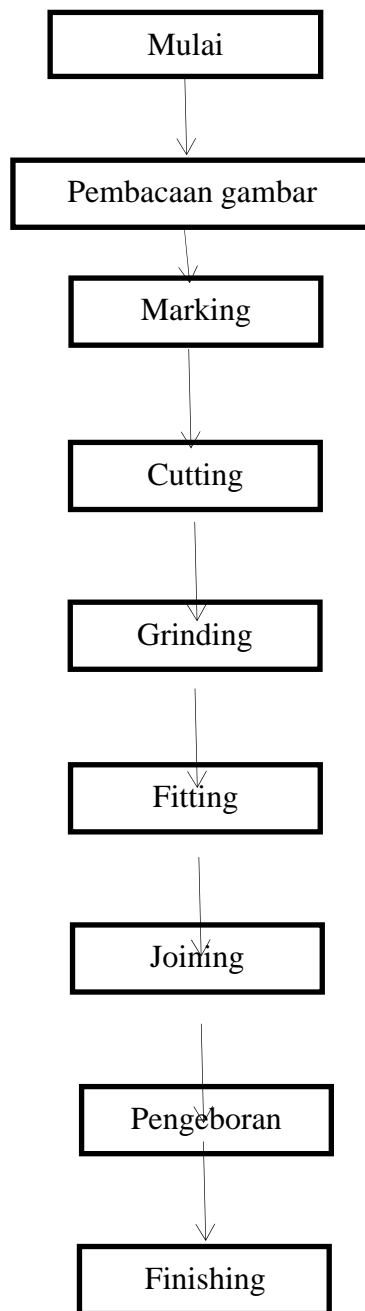 Mulai
Pembacaan gambar
Marking
Cutting
Grinding
Fitting
Joining
Pengeboran
Finishing